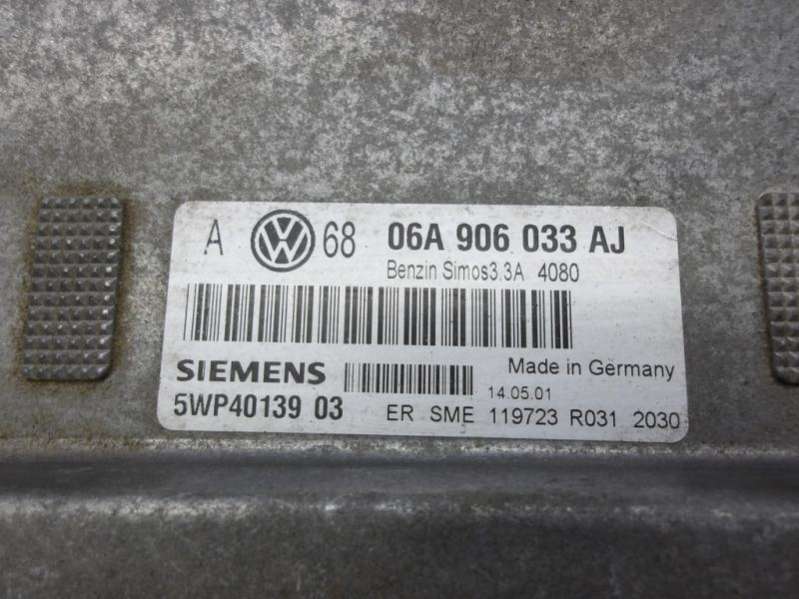 A VW 68 06A 906 033 AJ
Benzin Simos3.3A 4080
SIEMENS Made in Germany
14.05.01
5WP40139 03 ER SME 119723 R031 2030